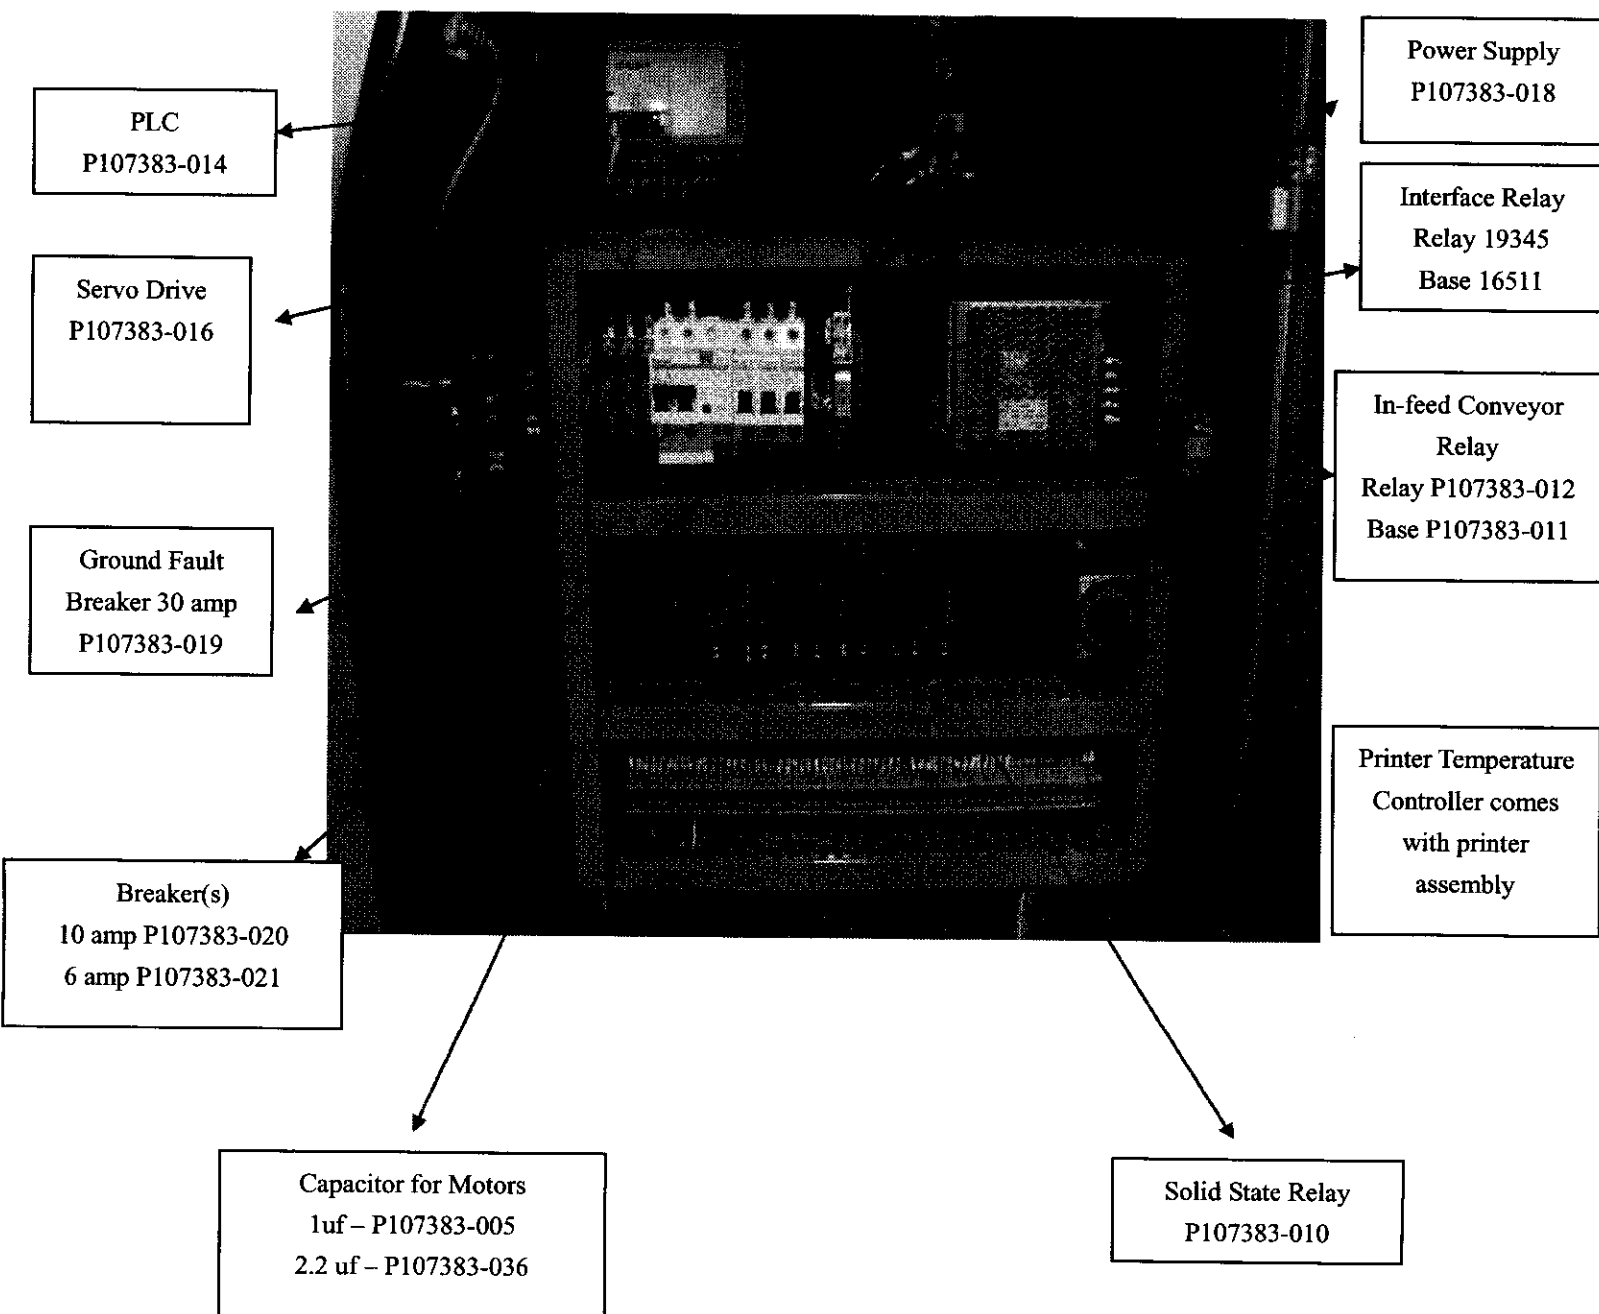 PLC
P107383-014
Servo Drive
P107383-016
Ground Fault
Breaker 30 amp
P107383-019
Breaker(s)
10 amp P107383-020
6 amp P107383-021
Capacitor for Motors
1uf – P107383-005
2.2 uf – P107383-036
Power Supply
P107383-018
Interface Relay
Relay 19345
Base 16511
In-feed Conveyor
Relay
Relay P107383-012
Base P107383-011
Printer Temperature
Controller comes
with printer
assembly
Solid State Relay
P107383-010